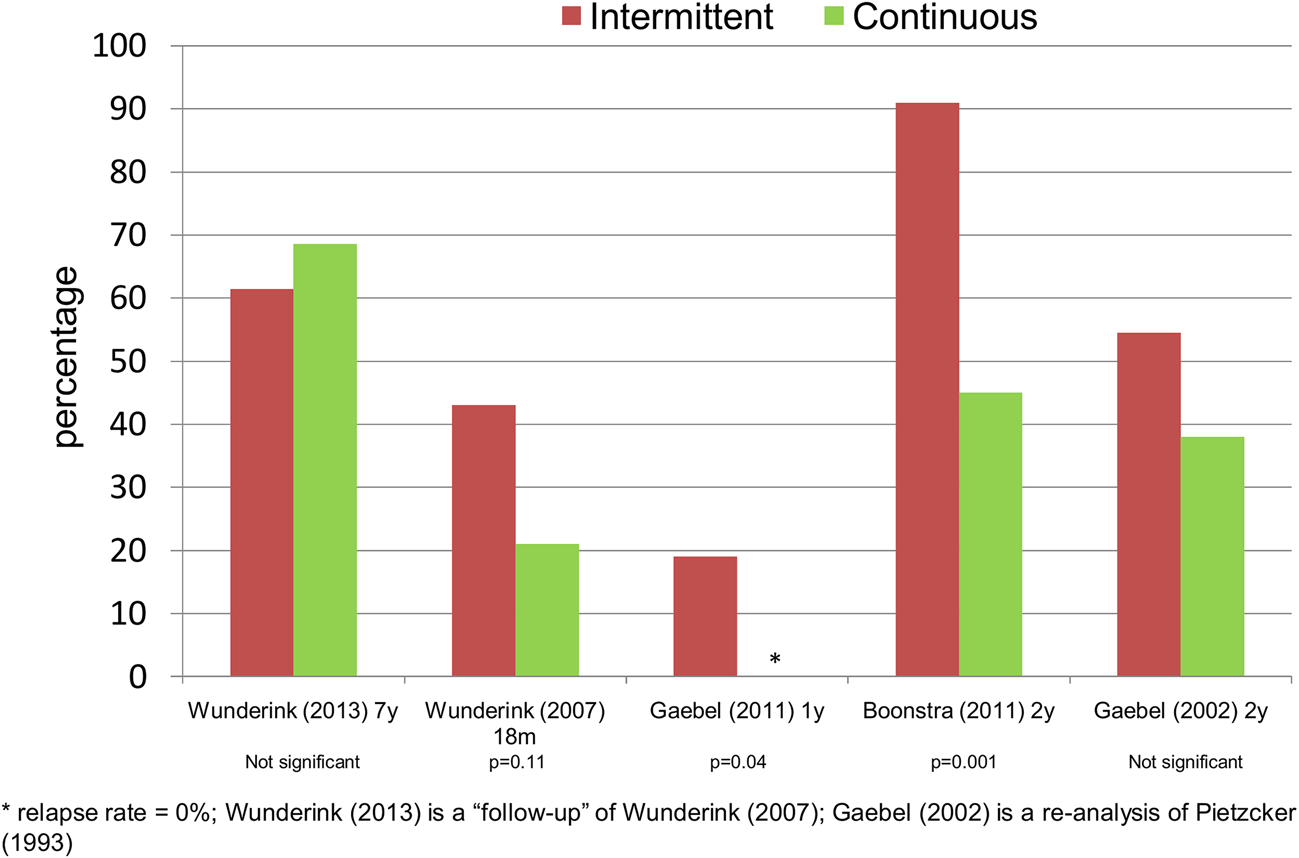 Intermittent Continuous
percentage
100
90
80
70
60
50
40
30
20
10
0
*
Wunderink (2013) 7y Wunderink (2007) 18m Gaebel (2011) 1y Boonstra (2011) 2y Gaebel (2002) 2y
Not significant p=0.11 p=0.04 p=0.001 Not significant
* relapse rate = 0%; Wunderink (2013) is a “follow-up” of Wunderink (2007); Gaebel (2002) is a re-analysis of Pietzcker
(1993)